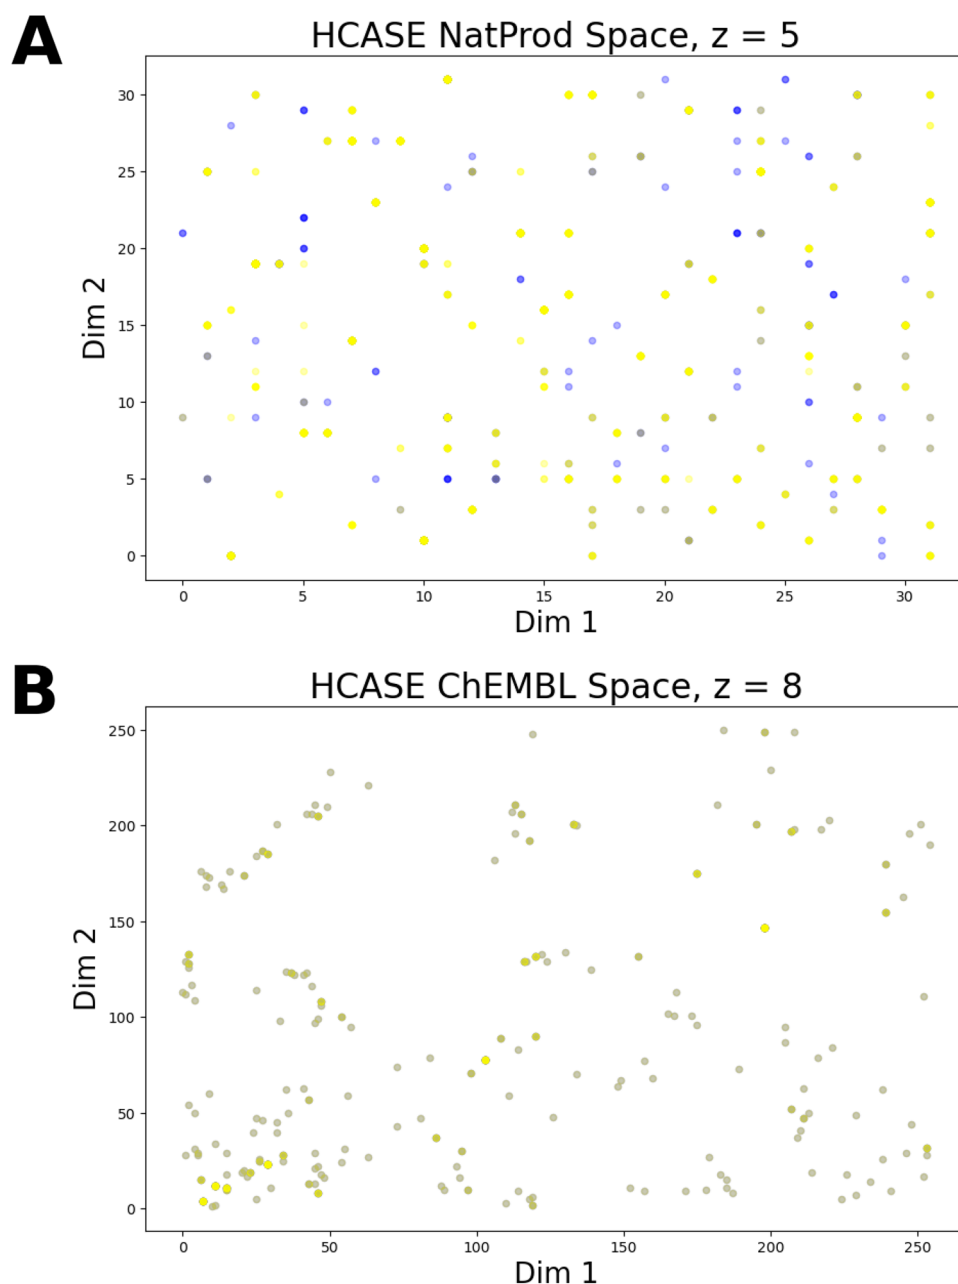 A
HCASE NatProd Space, z = 5
30
25
20
15
10
5
0
Dim 2
0 5 10 15 20 25 30
Dim 1
B
HCASE ChEMBL Space, z = 8
250
200
150
100
50
0
Dim 2
0 50 100 150 200 250
Dim 1